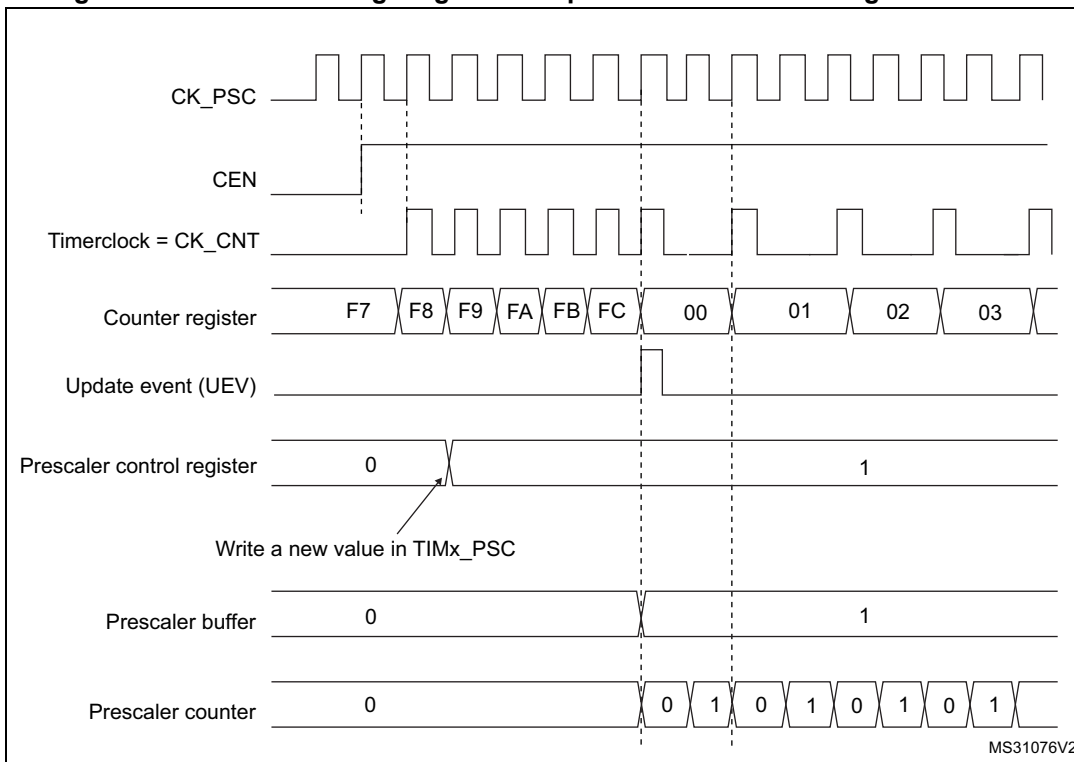 CK_PSC
CEN
Timerclock = CK_CNT
Counter register F7 F8 F9 FA FB FC 00 01 02 03
Update event (UEV)
Prescaler control register 0 1
Write a new value in TIMx_PSC
Prescaler buffer 0 1
Prescaler counter 0 0 1 0 1 0 1 0 1
MS31076V2